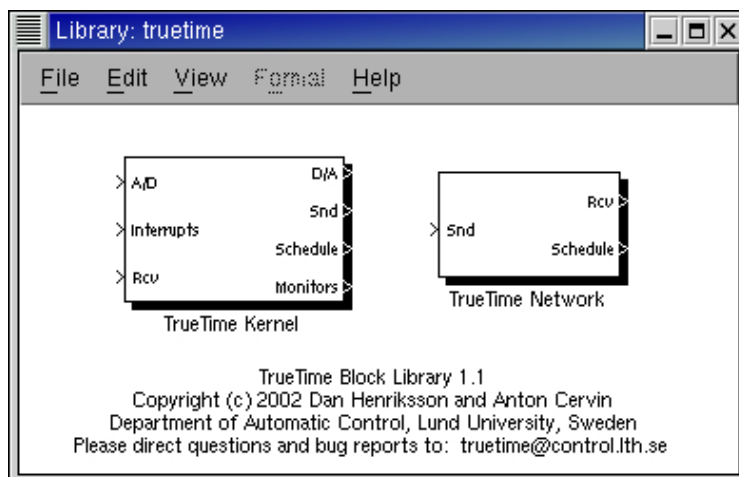 Library: truetime
File Edit View Format Help
A/D
Interrupts
Rcv
D/A
Snd
Schedule
Monitors
TrueTime Kernel
Snd
Rcv
Schedule
TrueTime Network
TrueTime Block Library 1.1
Copyright (c) 2002 Dan Henriksson and Anton Cervin
Department of Automatic Control, Lund University, Sweden
Please direct questions and bug reports to: truetime@control.lth.se